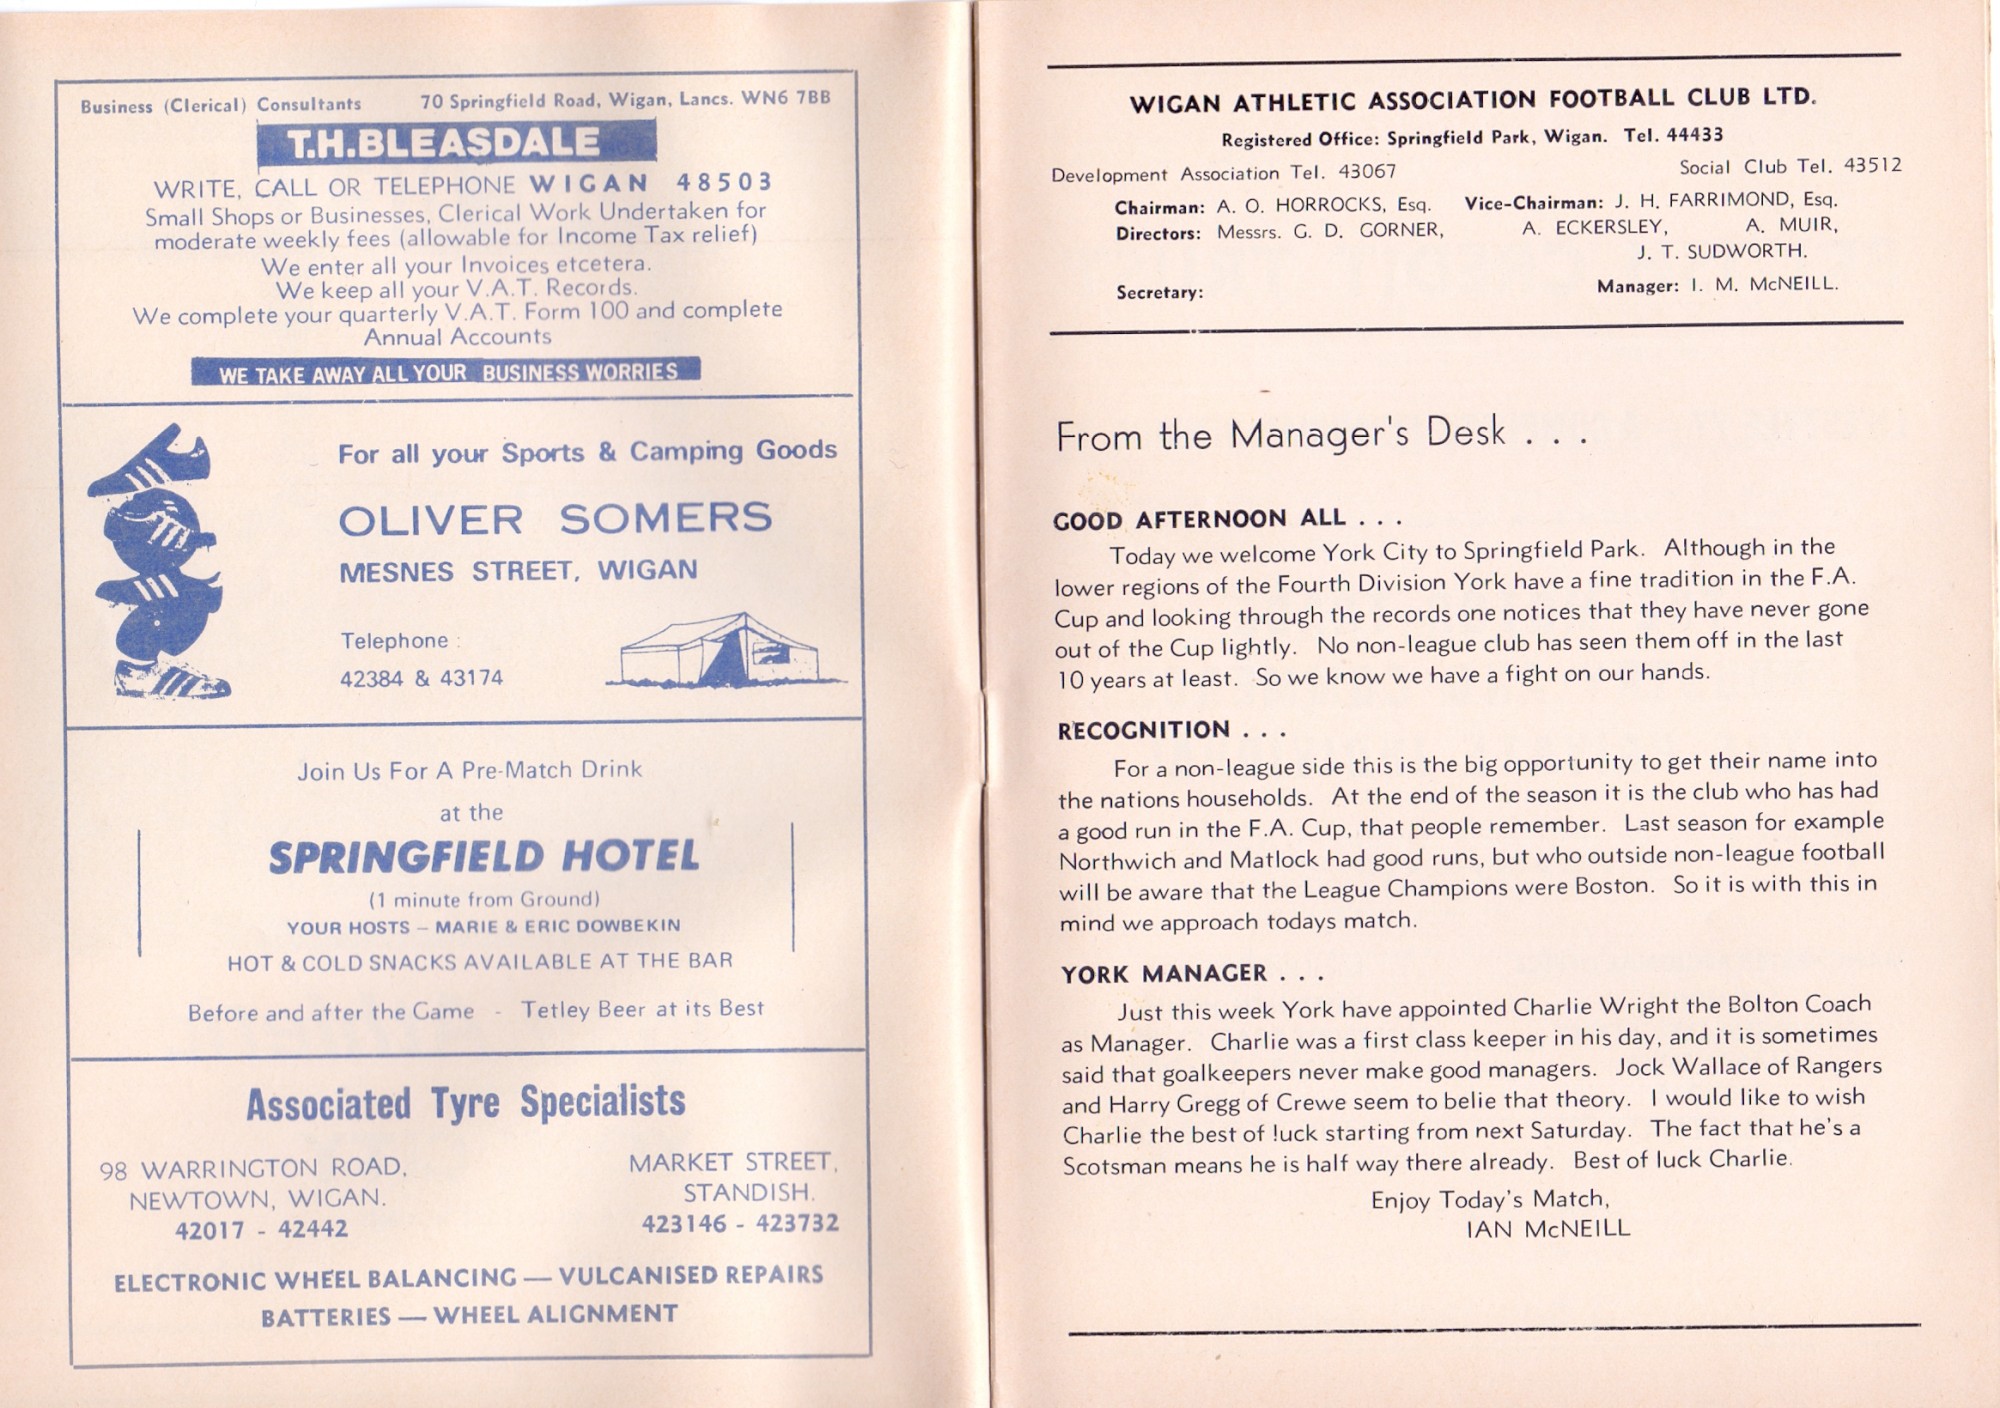 Business (Clerical) Consultants 70 Springfield Road, Wigan, Lancs. WN6 7BB
T.H.BLEASDALE
WRITE, CALL OR TELEPHONE WIGAN 48503
Small Shops or Businesses, Clerical Work Undertaken for
moderate weekly fees (allowable for Income Tax relief)
We enter all your Invoices etcetera.
We keep all your V.A.T. Records.
We complete your quarterly V.A.T. Form 100 and complete
Annual Accounts
WE TAKE AWAY ALL YOUR BUSINESS WORRIES
For all your Sports & Camping Goods
OLIVER SOMERS
MESNES STREET, WIGAN
Telephone :
42384 & 43174
Join Us For A Pre-Match Drink
at the
SPRINGFIELD HOTEL
(1 minute from Ground)
YOUR HOSTS – MARIE & ERIC DOWBEKIN
HOT & COLD SNACKS AVAILABLE AT THE BAR
Before and after the Game - Tetley Beer at its Best
Associated Tyre Specialists
98 WARRINGTON ROAD,
NEWTOWN, WIGAN.
42017 - 42442
MARKET STREET,
STANDISH.
423146 - 423732
ELECTRONIC WHEEL BALANCING — VULCANISED REPAIRS
BATTERIES — WHEEL ALIGNMENT
WIGAN ATHLETIC ASSOCIATION FOOTBALL CLUB LTD.
Registered Office: Springfield Park, Wigan. Tel. 44433
Development Association Tel. 43067 Social Club Tel. 43512
Chairman: A. O. HORROCKS, Esq. Vice-Chairman: J. H. FARRIMOND, Esq.
Directors: Messrs. G. D. GORNER, A. ECKERSLEY, A. MUIR,
J. T. SUDWORTH.
Secretary: Manager: I. M. McNEILL.
From the Manager's Desk . . .
GOOD AFTERNOON ALL . . .
Today we welcome York City to Springfield Park. Although in the
lower regions of the Fourth Division York have a fine tradition in the F.A.
Cup and looking through the records one notices that they have never gone
out of the Cup lightly. No non-league club has seen them off in the last
10 years at least. So we know we have a fight on our hands.
RECOGNITION . . .
For a non-league side this is the big opportunity to get their name into
the nations households. At the end of the season it is the club who has had
a good run in the F.A. Cup, that people remember. Last season for example
Northwich and Matlock had good runs, but who outside non-league football
will be aware that the League Champions were Boston. So it is with this in
mind we approach todays match.
YORK MANAGER . . .
Just this week York have appointed Charlie Wright the Bolton Coach
as Manager. Charlie was a first class keeper in his day, and it is sometimes
said that goalkeepers never make good managers. Jock Wallace of Rangers
and Harry Gregg of Crewe seem to belie that theory. I would like to wish
Charlie the best of !uck starting from next Saturday. The fact that he's a
Scotsman means he is half way there already. Best of luck Charlie.
Enjoy Today's Match,
IAN McNEILL